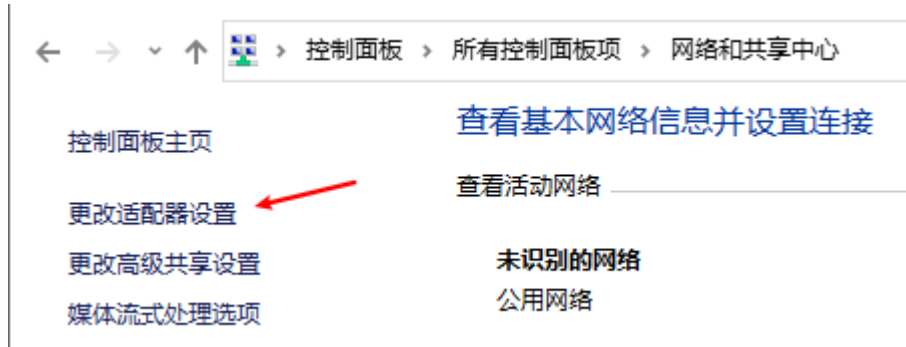 控制面板 › 所有控制面板项 › 网络和共享中心
控制面板主页
更改适配器设置
更改高级共享设置
媒体流式处理选项
查看基本网络信息并设置连接
查看活动网络
未识别的网络
公用网络